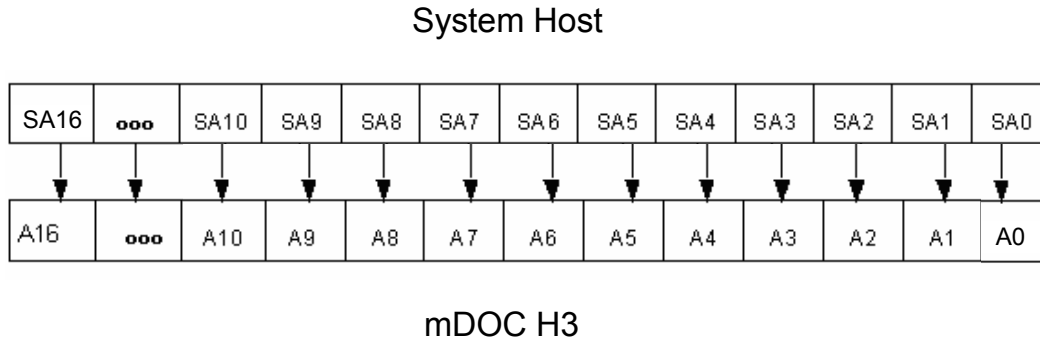 System Host
SA16 ooo SA10 SA9 SA8 SA7 SA6 SA5 SA4 SA3 SA2 SA1 SA0
A16 ooo A10 A9 A8 A7 A6 A5 A4 A3 A2 A1 A0
mDOC H3